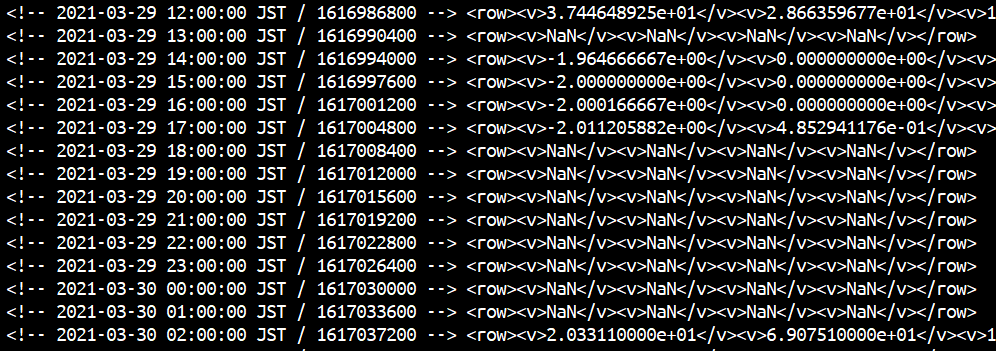 <!-- 2021-03-29 12:00:00 JST / 1616986800 --> <row><v>3.744648925e+01</v><v>2.866359677e+01</v><v>1
<!-- 2021-03-29 13:00:00 JST / 1616990400 --> <row><v>NaN</v><v>NaN</v><v>NaN</v><v>NaN</v></row>
<!-- 2021-03-29 14:00:00 JST / 1616994000 --> <row><v>-1.964666667e+00</v><v>0.000000000e+00</v><v>
<!-- 2021-03-29 15:00:00 JST / 1616997600 --> <row><v>-2.000000000e+00</v><v>0.000000000e+00</v><v>
<!-- 2021-03-29 16:00:00 JST / 1617001200 --> <row><v>-2.000166667e+00</v><v>0.000000000e+00</v><v>
<!-- 2021-03-29 17:00:00 JST / 1617004800 --> <row><v>-2.011205882e+00</v><v>4.852941176e-01</v><v>
<!-- 2021-03-29 18:00:00 JST / 1617008400 --> <row><v>NaN</v><v>NaN</v><v>NaN</v><v>NaN</v></row>
<!-- 2021-03-29 19:00:00 JST / 1617012000 --> <row><v>NaN</v><v>NaN</v><v>NaN</v><v>NaN</v></row>
<!-- 2021-03-29 20:00:00 JST / 1617015600 --> <row><v>NaN</v><v>NaN</v><v>NaN</v><v>NaN</v></row>
<!-- 2021-03-29 21:00:00 JST / 1617019200 --> <row><v>NaN</v><v>NaN</v><v>NaN</v><v>NaN</v></row>
<!-- 2021-03-29 22:00:00 JST / 1617022800 --> <row><v>NaN</v><v>NaN</v><v>NaN</v><v>NaN</v></row>
<!-- 2021-03-29 23:00:00 JST / 1617026400 --> <row><v>NaN</v><v>NaN</v><v>NaN</v><v>NaN</v></row>
<!-- 2021-03-30 00:00:00 JST / 1617030000 --> <row><v>NaN</v><v>NaN</v><v>NaN</v><v>NaN</v></row>
<!-- 2021-03-30 01:00:00 JST / 1617033600 --> <row><v>NaN</v><v>NaN</v><v>NaN</v><v>NaN</v></row>
<!-- 2021-03-30 02:00:00 JST / 1617037200 --> <row><v>2.033110000e+01</v><v>6.907510000e+01</v><v>1